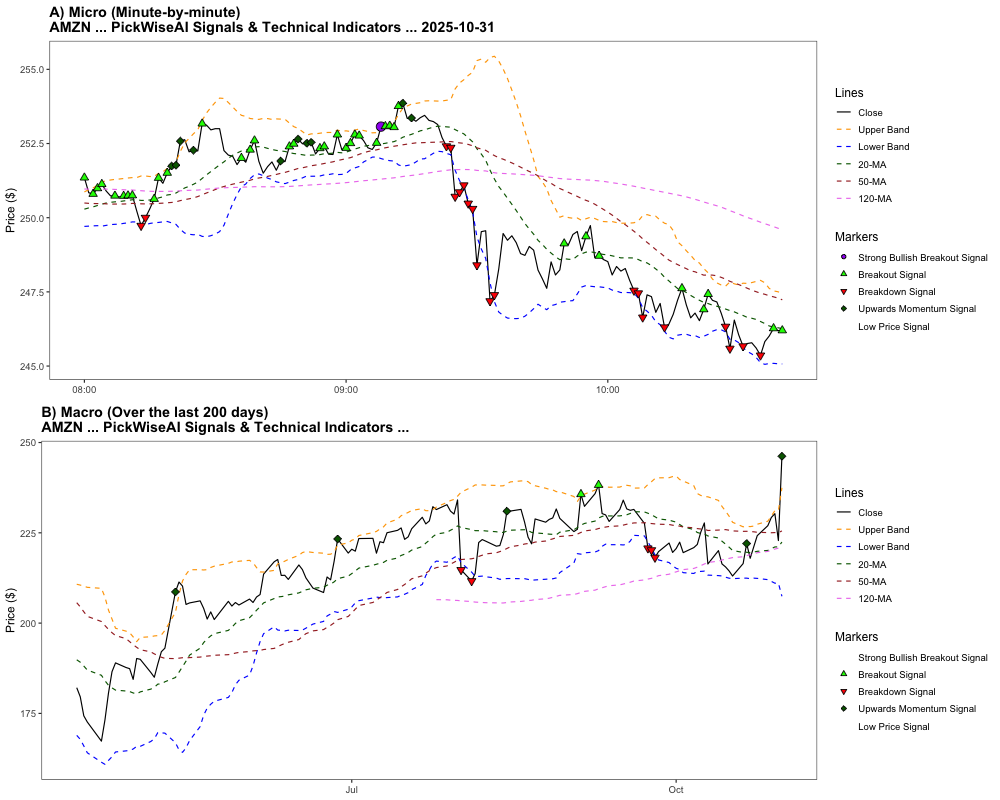 A) Micro (Minute-by-minute)
AMZN ... PickWiseAI Signals & Technical Indicators ... 2025-10-31
Price ($)
255.0
252.5
250.0
247.5
245.0
08:00
09:00
10:00
Lines
Close
Upper Band
Lower Band
20-MA
50-MA
120-MA
Markers
Strong Bullish Breakout Signal
Breakout Signal
Breakdown Signal
Upwards Momentum Signal
Low Price Signal
B) Macro (Over the last 200 days)
AMZN ... PickWiseAI Signals & Technical Indicators ...
Price ($)
250
225
200
175
Jul
Oct
Lines
Close
Upper Band
Lower Band
20-MA
50-MA
120-MA
Markers
Strong Bullish Breakout Signal
Breakout Signal
Breakdown Signal
Upwards Momentum Signal
Low Price Signal